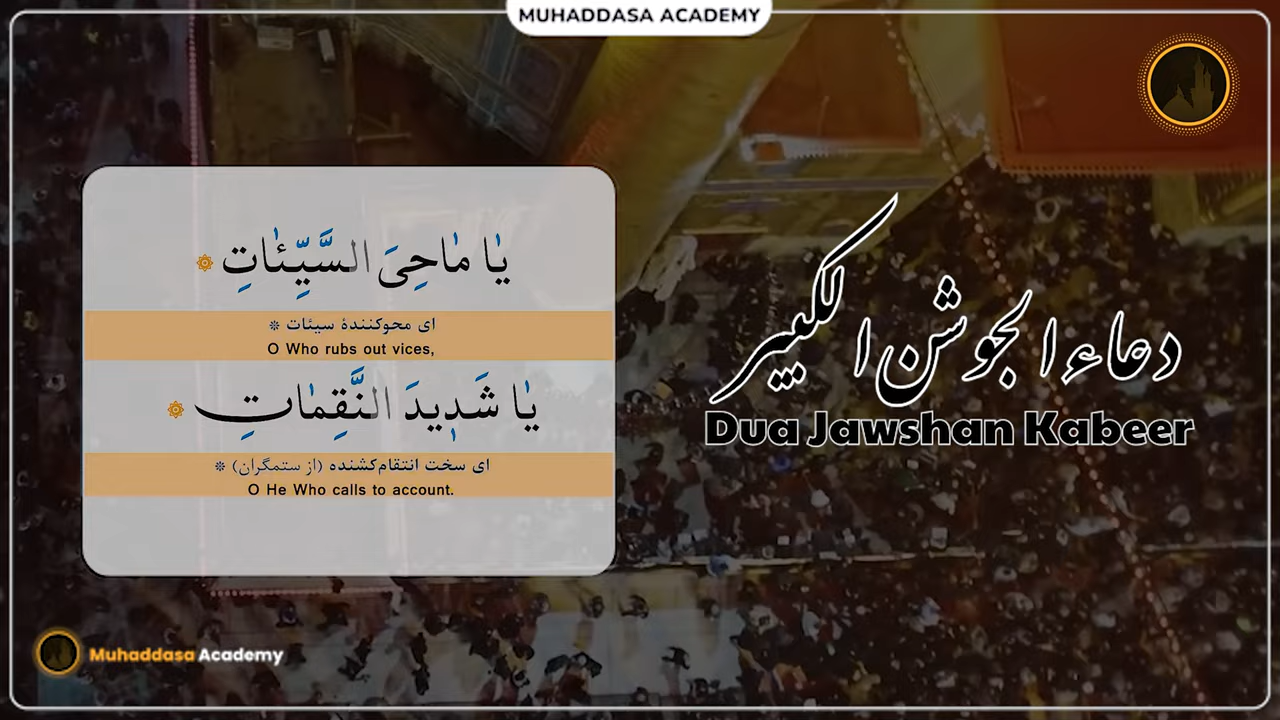 MUHADDASA ACADEMY
يٰا مٰاحِىَ السَّيِّئٰاتِ ۞
ای محوکنندهٔ سیئات ❊
O Who rubs out vices,
يٰا شَدٖيدَ النَّقِمٰاتِ ۞
ای سخت انتقام‌کشنده (از ستمگران) ❊
O He Who calls to account.
دعاء الجوشن الكبير
Dua Jawshan Kabeer
Muhaddasa Academy